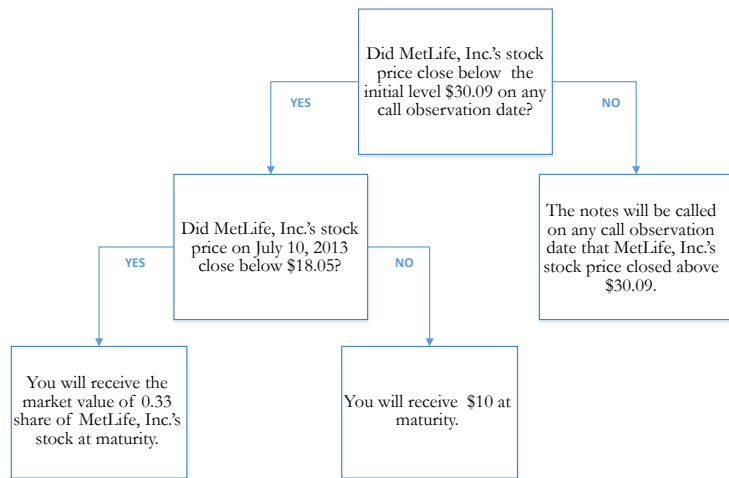 Did MetLife, Inc.'s stock
price close below the
initial level $30.09 on any
call observation date?
YES
NO
Did MetLife, Inc.'s stock
price on July 10, 2013
close below $18.05?
The notes will be called
on any call observation
date that MetLife, Inc.'s
stock price closed above
$30.09.
YES
NO
You will receive the
market value of 0.33
share of MetLife, Inc.'s
stock at maturity.
You will receive $10 at
maturity.